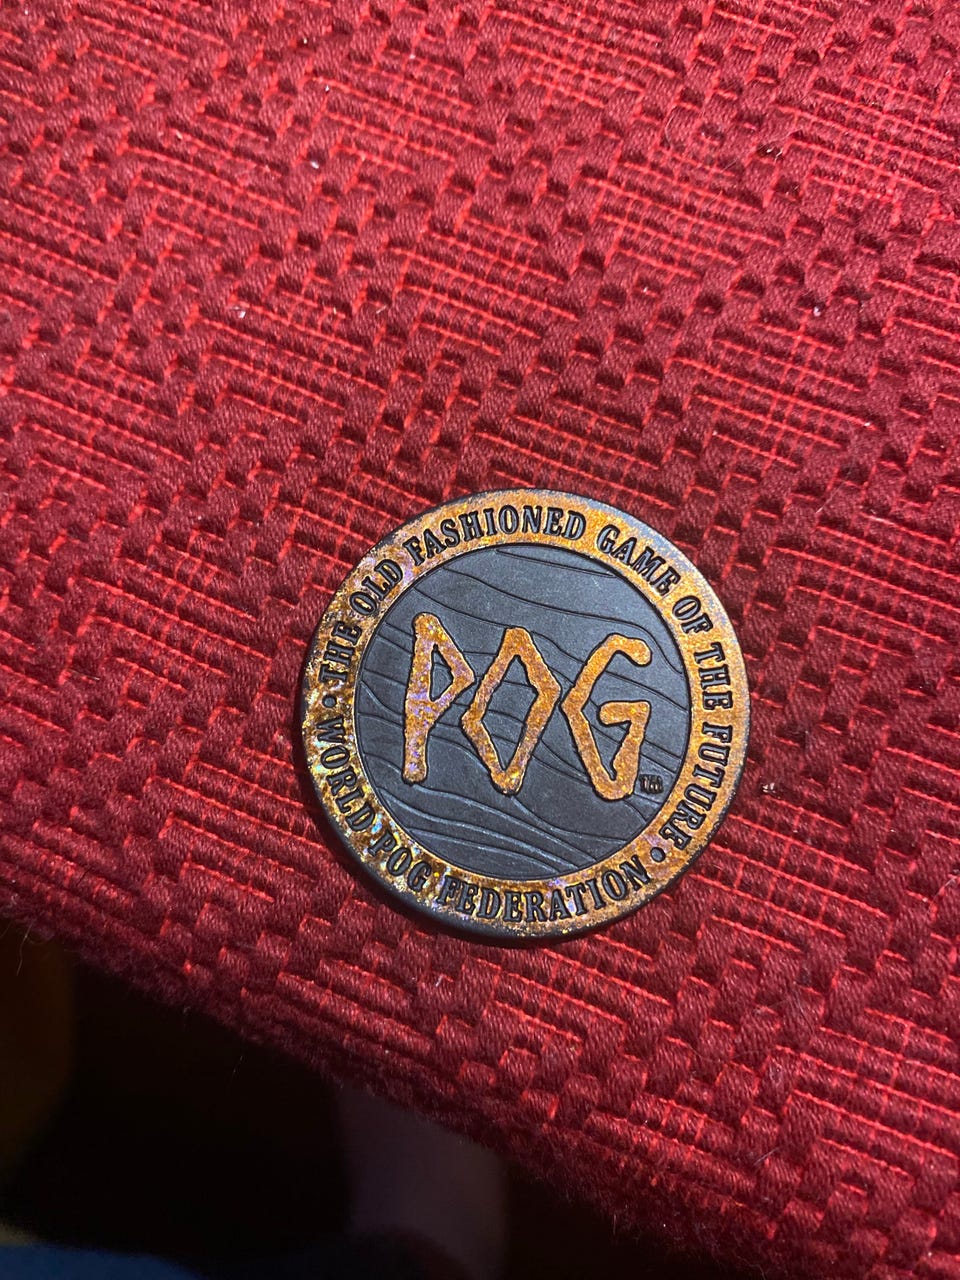 THE OLD FASHIONED GAME OF THE FUTURE
POG
TM
WORLD POG FEDERATION